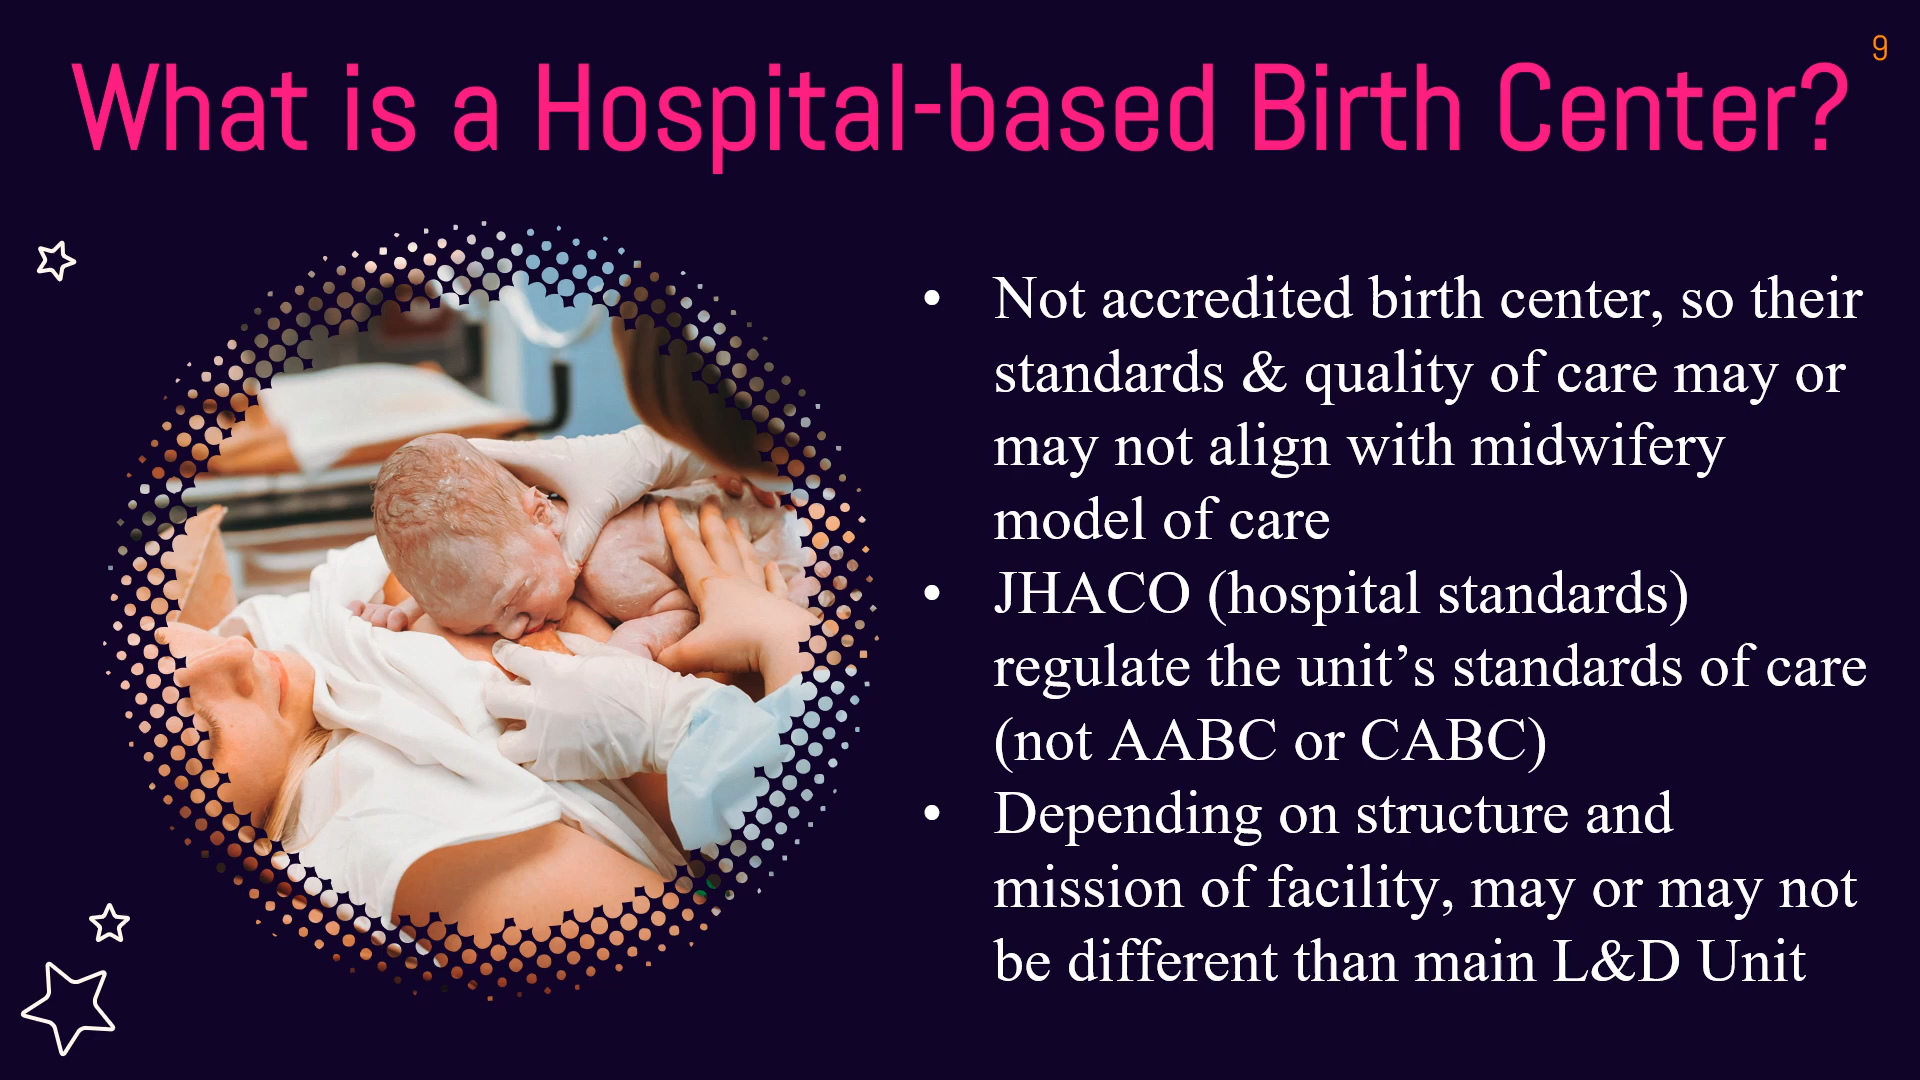 9
What is a Hospital-based Birth Center?
• Not accredited birth center, so their
standards & quality of care may or
may not align with midwifery
model of care
• JHACO (hospital standards)
regulate the unit’s standards of care
(not AABC or CABC)
• Depending on structure and
mission of facility, may or may not
be different than main L&D Unit